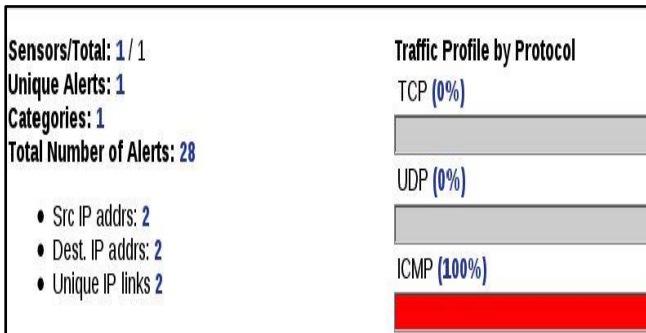 Sensors/Total: 1 / 1
Unique Alerts: 1
Categories: 1
Total Number of Alerts: 28
• Src IP addrs: 2
• Dest. IP addrs: 2
• Unique IP links 2
Traffic Profile by Protocol
TCP (0%)
UDP (0%)
ICMP (100%)